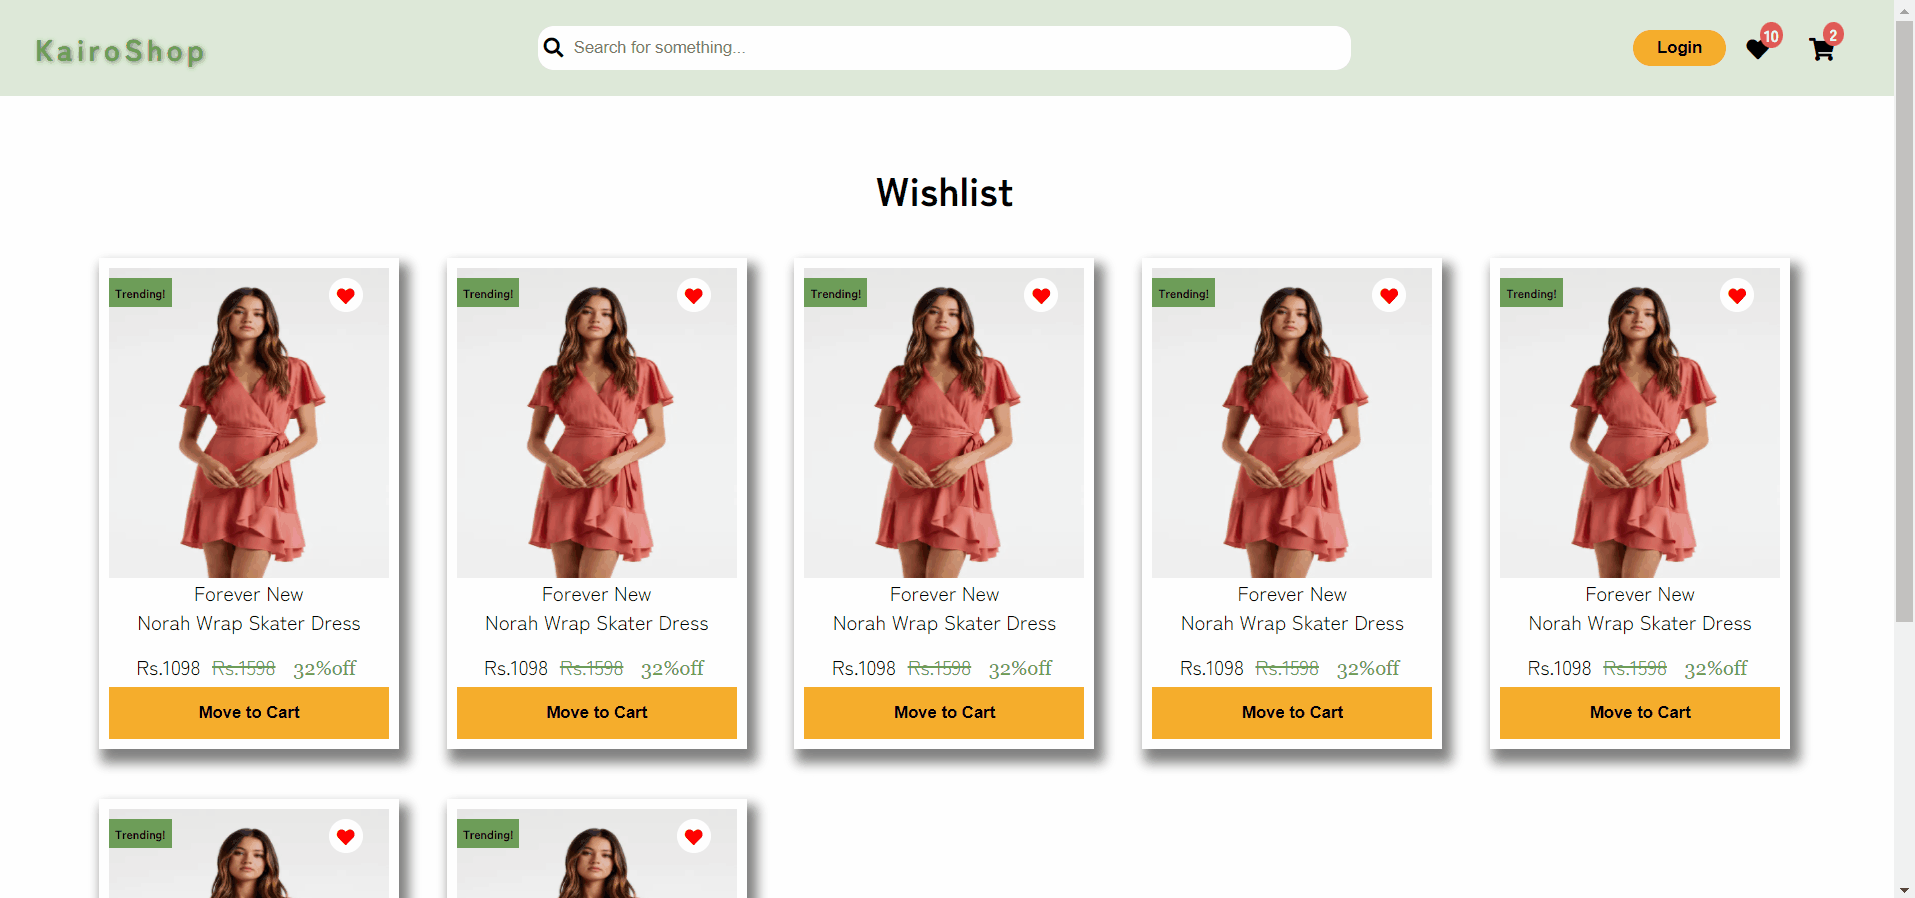 KairoShop
Search for something...
Login
10
2
Wishlist
Trending! Trending! Trending! Trending! Trending!
Forever New Forever New Forever New Forever New Forever New
Norah Wrap Skater Dress Norah Wrap Skater Dress Norah Wrap Skater Dress Norah Wrap Skater Dress Norah Wrap Skater Dress
Rs.1098 Rs.1598 32%off Rs.1098 Rs.1598 32%off Rs.1098 Rs.1598 32%off Rs.1098 Rs.1598 32%off Rs.1098 Rs.1598 32%off
Move to Cart Move to Cart Move to Cart Move to Cart Move to Cart
Trending! Trending!